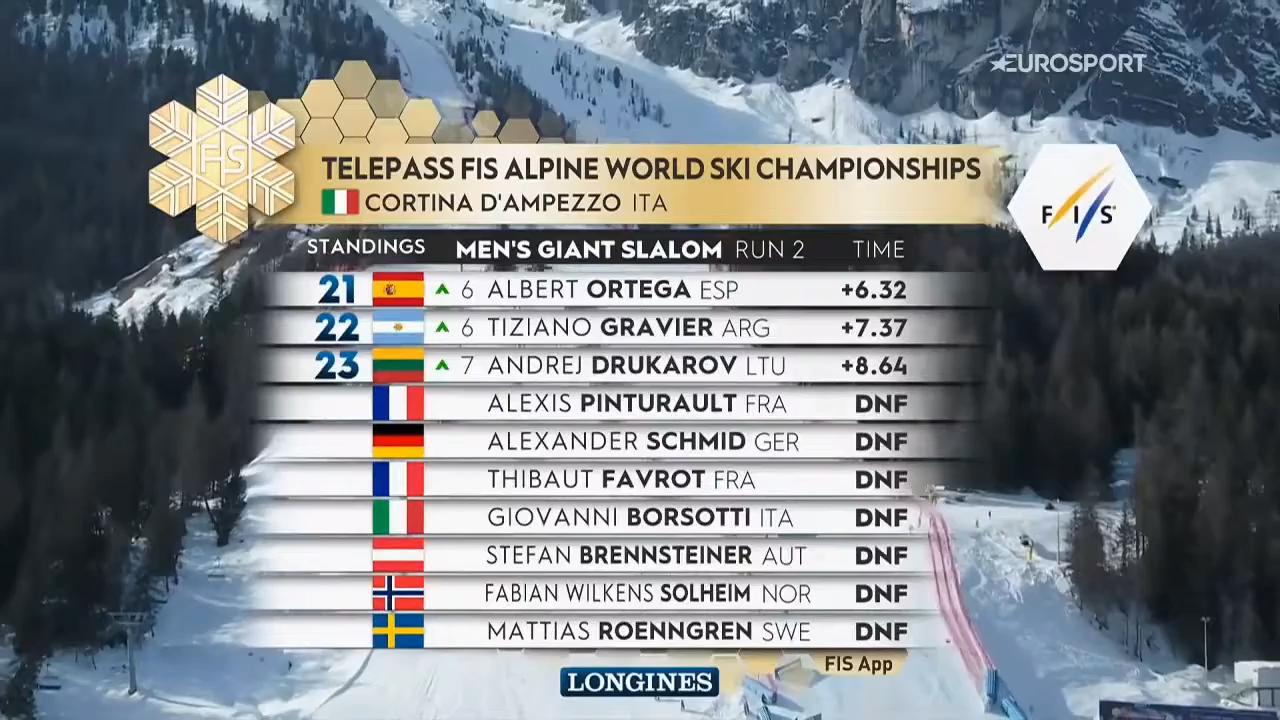 EUROSPORT
FIS
TELEPASS FIS ALPINE WORLD SKI CHAMPIONSHIPS
CORTINA D'AMPEZZO ITA
F/I/S
STANDINGS MEN'S GIANT SLALOM RUN 2 TIME
21 6 ALBERT ORTEGA ESP +6.32
22 6 TIZIANO GRAVIER ARG +7.37
23 7 ANDREJ DRUKAROV LTU +8.64
ALEXIS PINTURAULT FRA DNF
ALEXANDER SCHMID GER DNF
THIBAUT FAVROT FRA DNF
GIOVANNI BORSOTTI ITA DNF
STEFAN BRENNSTEINER AUT DNF
FABIAN WILKENS SOLHEIM NOR DNF
MATTIAS ROENNGREN SWE DNF
FIS App
LONGINES